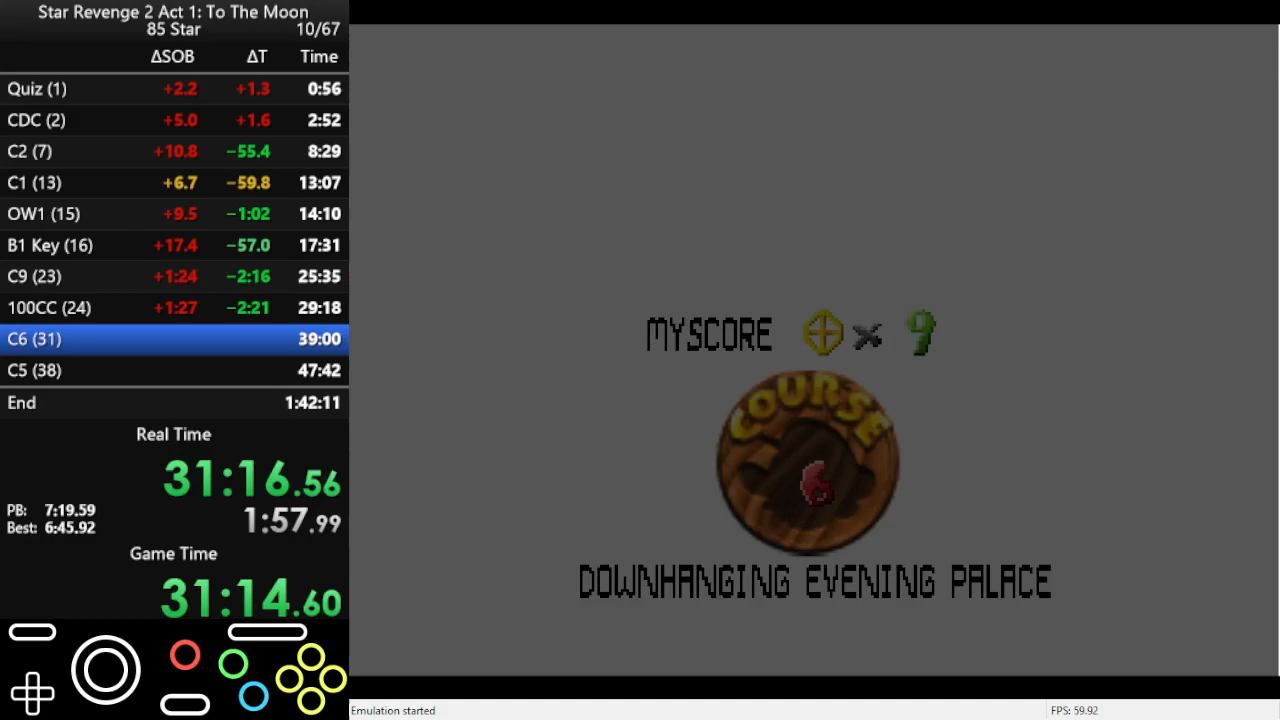 Star Revenge 2 Act 1: To The Moon
85 Star 10/67
ΔSOB ΔT Time
Quiz (1) +2.2 +1.3 0:56
CDC (2) +5.0 +1.6 2:52
C2 (7) +10.8 −55.4 8:29
C1 (13) +6.7 −59.8 13:07
OW1 (15) +9.5 −1:02 14:10
B1 Key (16) +17.4 −57.0 17:31
C9 (23) +1:24 −2:16 25:35
100CC (24) +1:27 −2:21 29:18
C6 (31) 39:00
C5 (38) 47:42
End 1:42:11
Real Time
31:16.56
PB: 7:19.59
Best: 6:45.92
1:57.99
Game Time
31:14.60
MYSCORE × 9
COURSE
6
DOWNHANGING EVENING PALACE
Emulation started FPS: 59.92